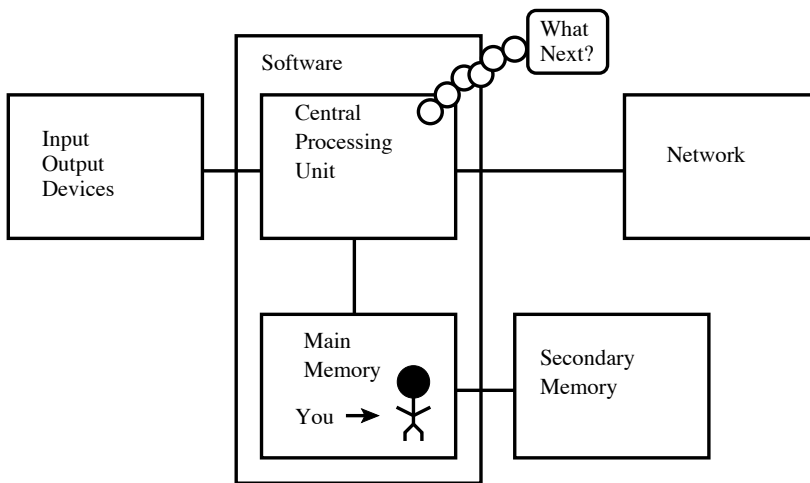 What
Next?
Software
Input
Output
Devices
Central
Processing
Unit
Network
Main
Memory
You
Secondary
Memory